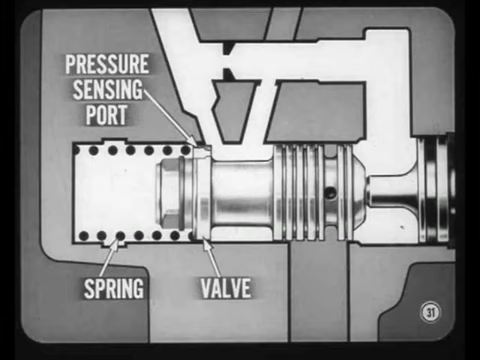 PRESSURE
SENSING
PORT
SPRING
VALVE
31